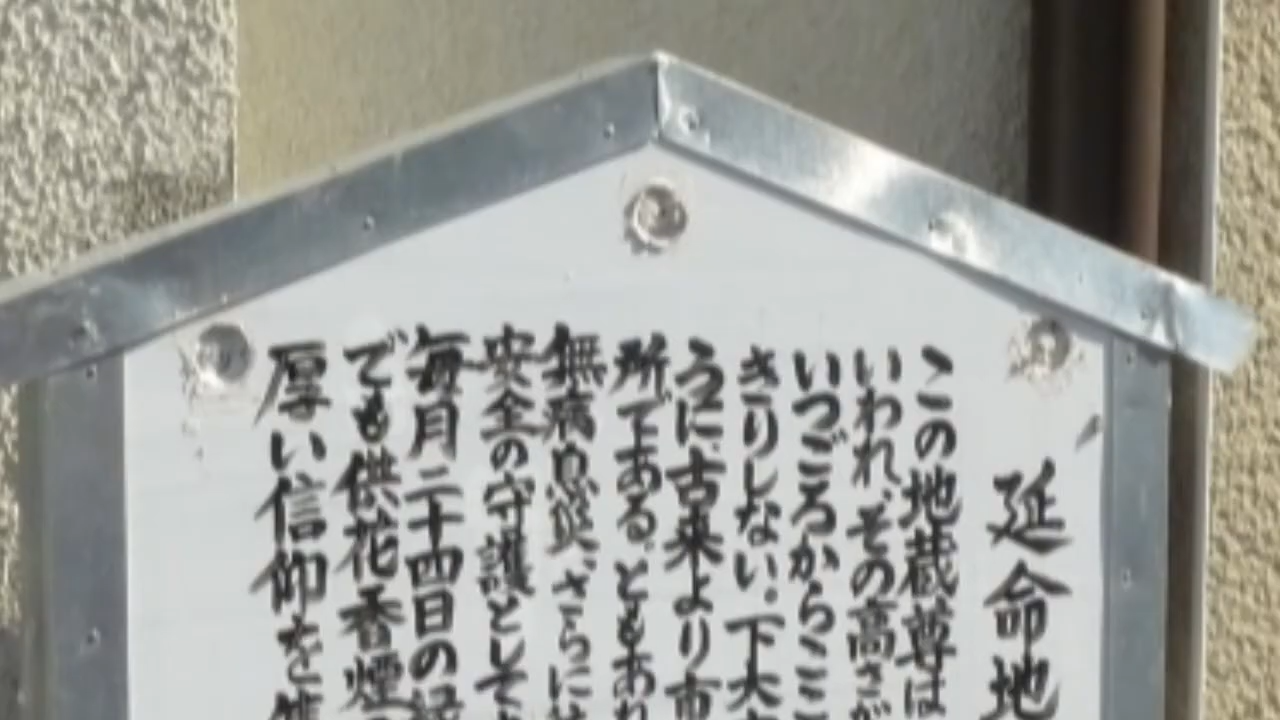 延命地
この地蔵尊は
いわれ、その高さが
いつごろからここ
きりしない。下大
うに古来より市
所である。ともあれ
無病息災、さらに
安全の守護として
毎月二十四日の縁
でも供花香煙
厚い信仰を集